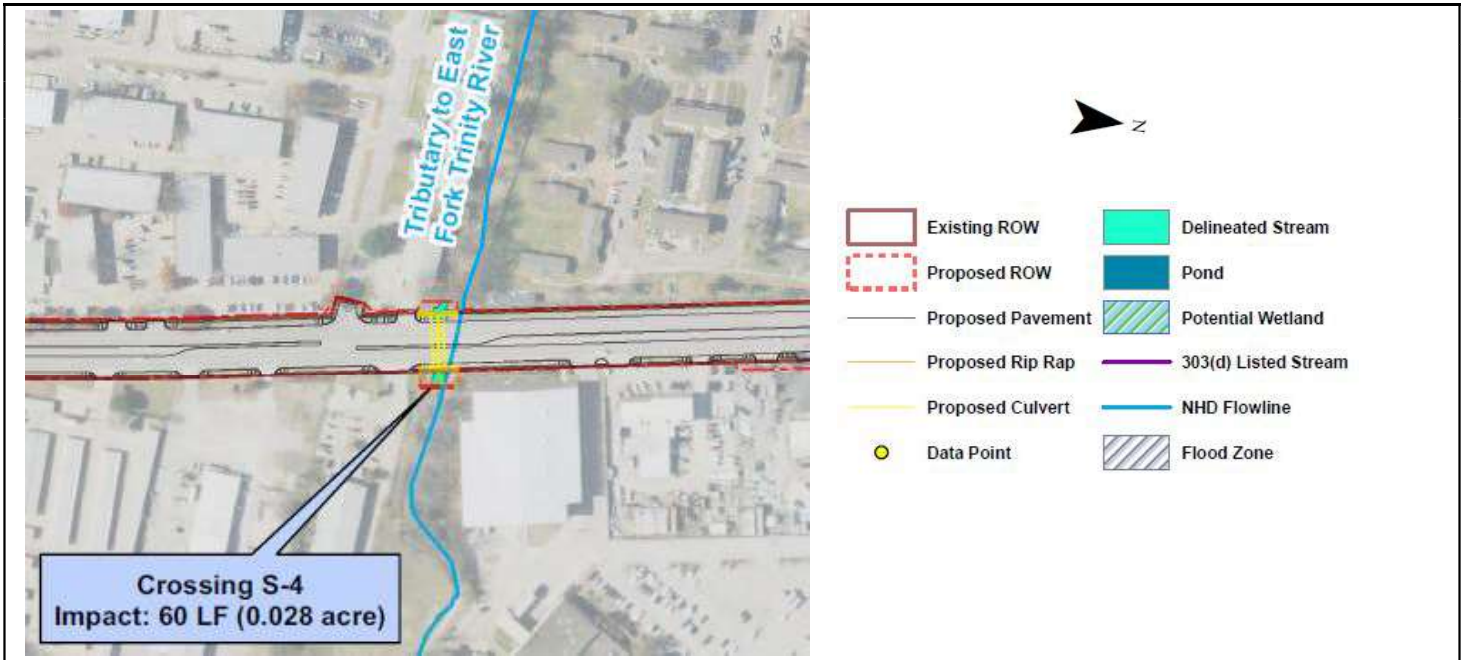 Tributary to East
Fork Trinity River
Crossing S-4
Impact: 60 LF (0.028 acre)
N
Existing ROW
Proposed ROW
Proposed Pavement
Proposed Rip Rap
Proposed Culvert
Data Point
Delineated Stream
Pond
Potential Wetland
303(d) Listed Stream
NHD Flowline
Flood Zone